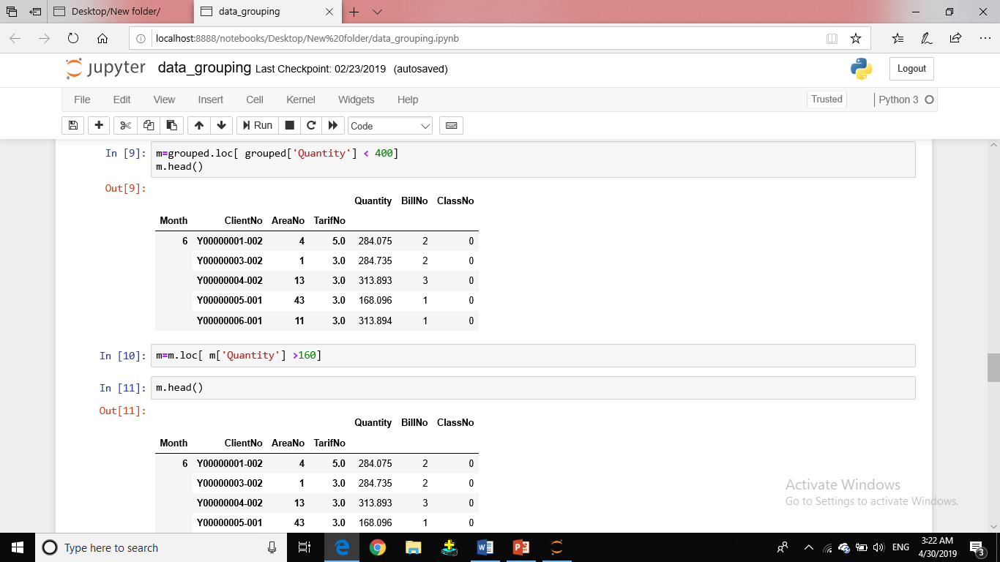 Desktop/New folder/ data_grouping
localhost:8888/notebooks/Desktop/New%20folder/data_grouping.ipynb
jupyter data_grouping Last Checkpoint: 02/23/2019 (autosaved) Logout
File Edit View Insert Cell Kernel Widgets Help Trusted Python 3
Run Code
In [9]: m=grouped.loc[ grouped['Quantity'] < 400]
m.head()
Out[9]:
Quantity BillNo ClassNo
Month ClientNo AreaNo TarifNo
6 Y00000001-002 4 5.0 284.075 2 0
Y00000003-002 1 3.0 284.735 2 0
Y00000004-002 13 3.0 313.893 3 0
Y00000005-001 43 3.0 168.096 1 0
Y00000006-001 11 3.0 313.894 1 0
In [10]: m=m.loc[ m['Quantity'] >160]
In [11]: m.head()
Out[11]:
Quantity BillNo ClassNo
Month ClientNo AreaNo TarifNo
6 Y00000001-002 4 5.0 284.075 2 0
Y00000003-002 1 3.0 284.735 2 0
Y00000004-002 13 3.0 313.893 3 0
Y00000005-001 43 3.0 168.096 1 0
Activate Windows
Go to Settings to activate Windows.
Type here to search ENG 3:22 AM
4/30/2019 3